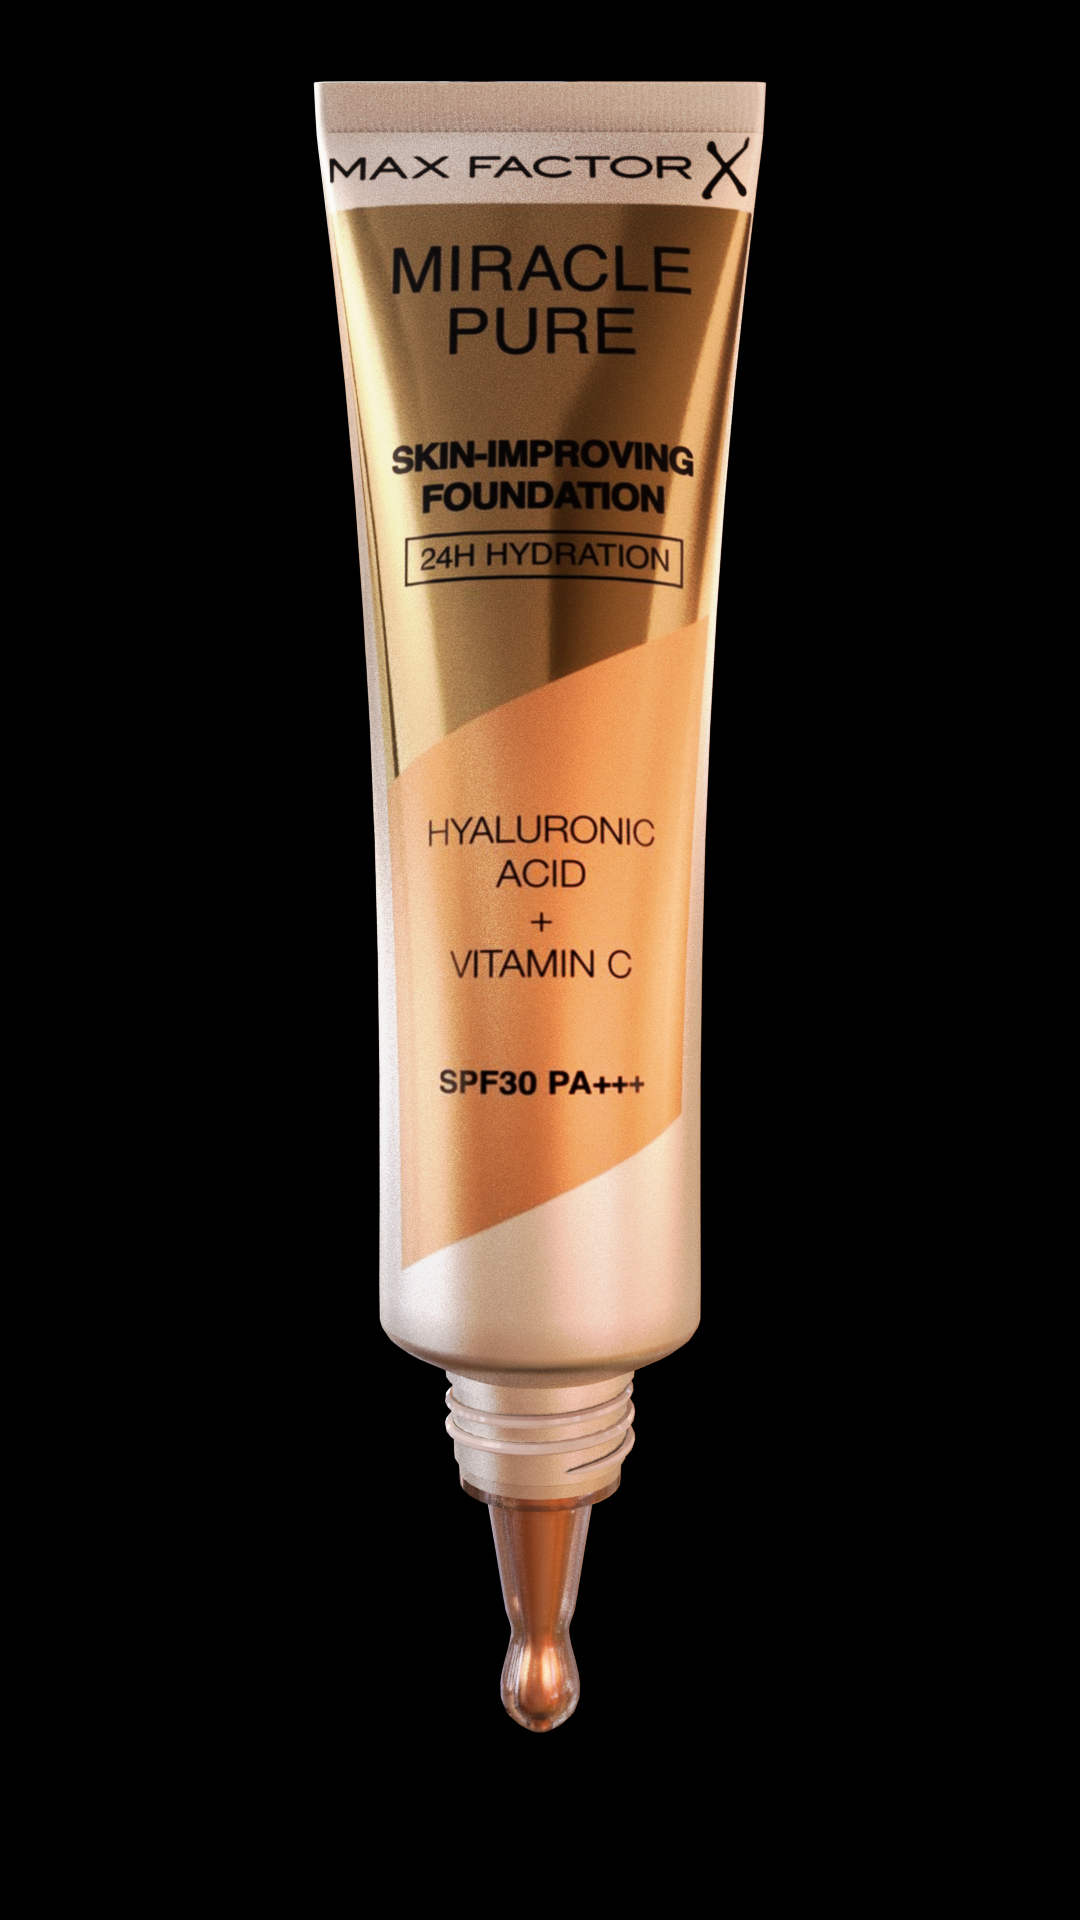 MAX FACTOR X
MIRACLE
PURE
SKIN-IMPROVING
FOUNDATION
24H HYDRATION
HYALURONIC
ACID
+
VITAMIN C
SPF30 PA+++